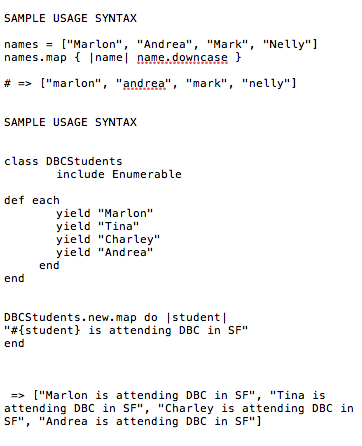 SAMPLE USAGE SYNTAX
names = ["Marlon", "Andrea", "Mark", "Nelly"]
names.map { |name| name.downcase }
# => ["marlon", "andrea", "mark", "nelly"]
SAMPLE USAGE SYNTAX
class DBCStudents
include Enumerable
def each
yield "Marlon"
yield "Tina"
yield "Charley"
yield "Andrea"
end
end
DBCStudents.new.map do |student|
"#{student} is attending DBC in SF"
end
=> ["Marlon is attending DBC in SF", "Tina is
attending DBC in SF", "Charley is attending DBC in
SF", "Andrea is attending DBC in SF"]